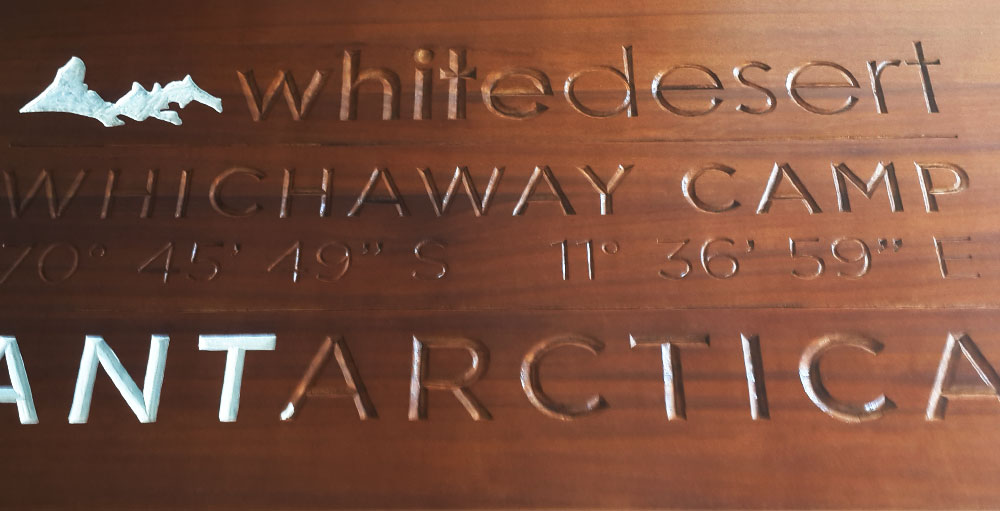 whitedesert
WHICHAWAY CAMP
70° 45’ 49” S 11° 36’ 59” E
ANTARCTICA